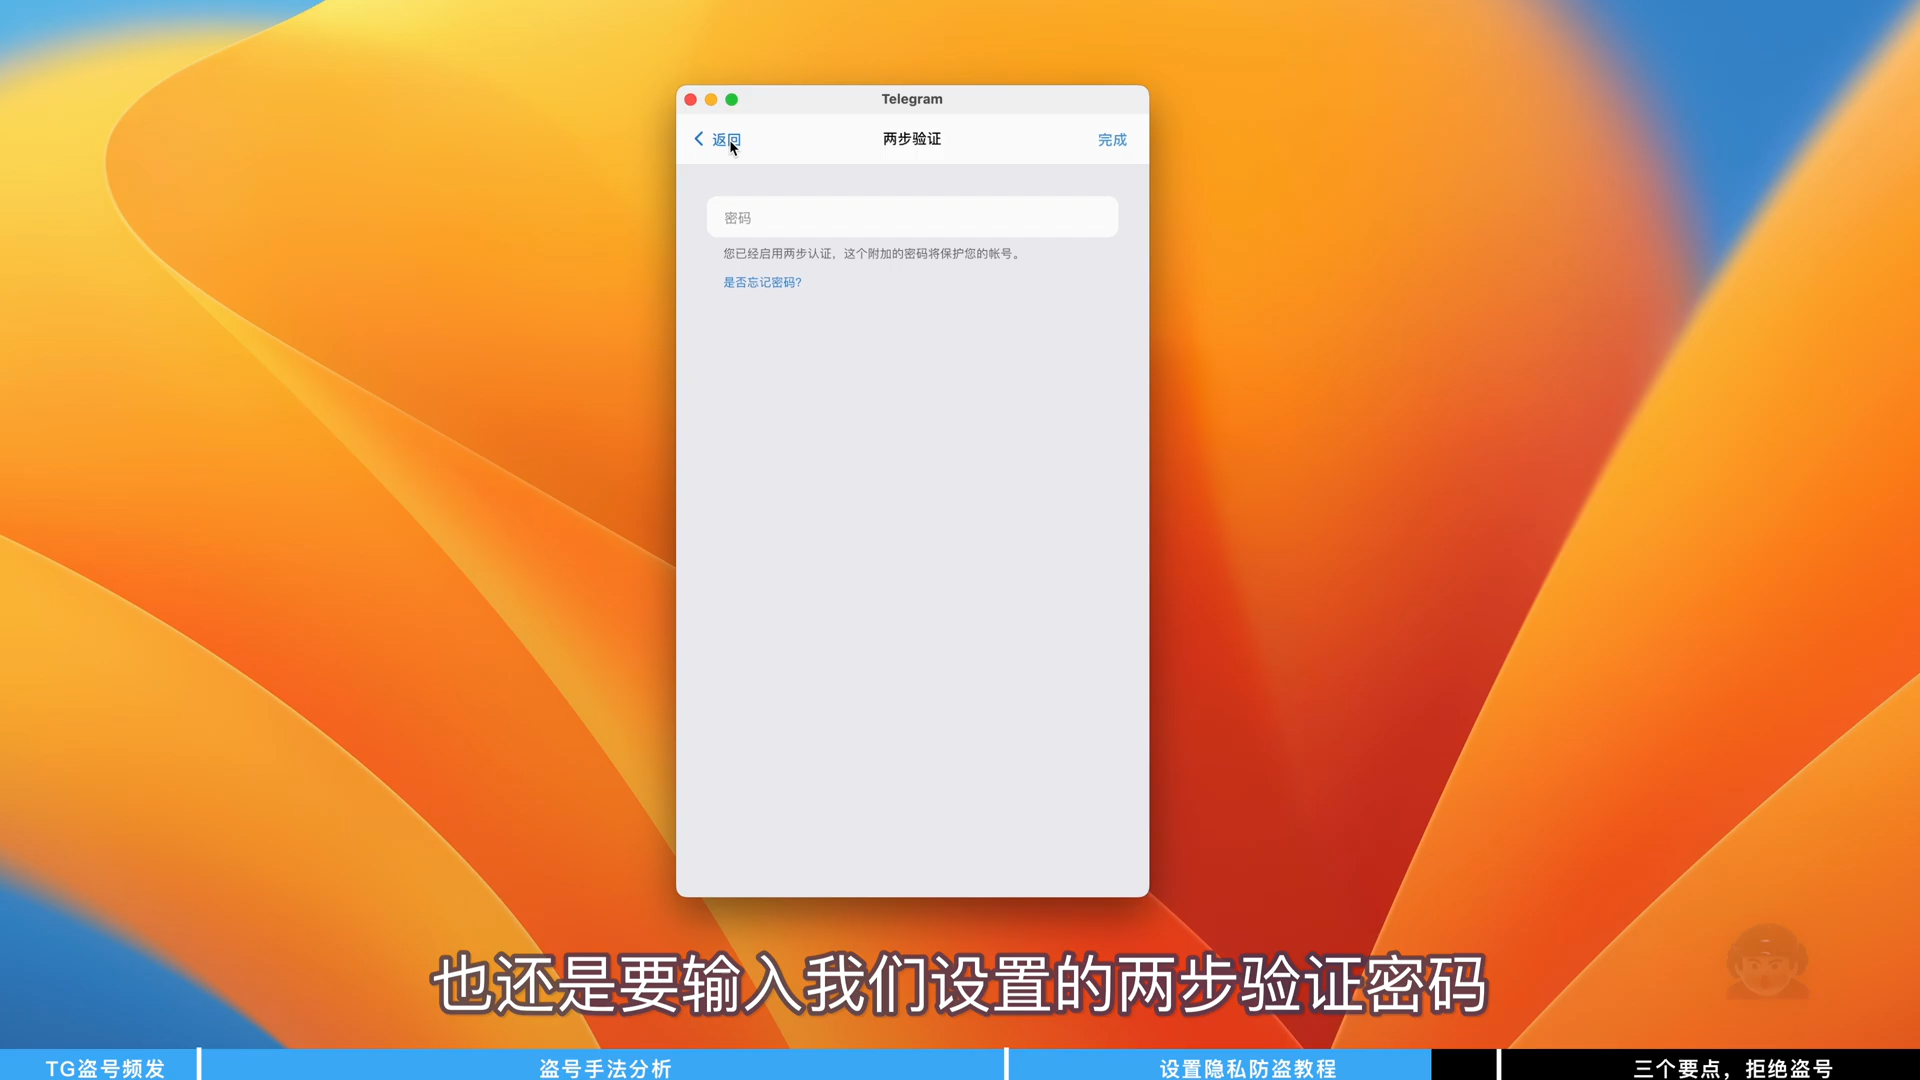 Telegram
返回
两步验证
完成
密码
您已经启用两步认证，这个附加的密码将保护您的帐号。
是否忘记密码?
也还是要输入我们设置的两步验证密码
TG盗号频发
盗号手法分析
设置隐私防盗教程
三个要点，拒绝盗号